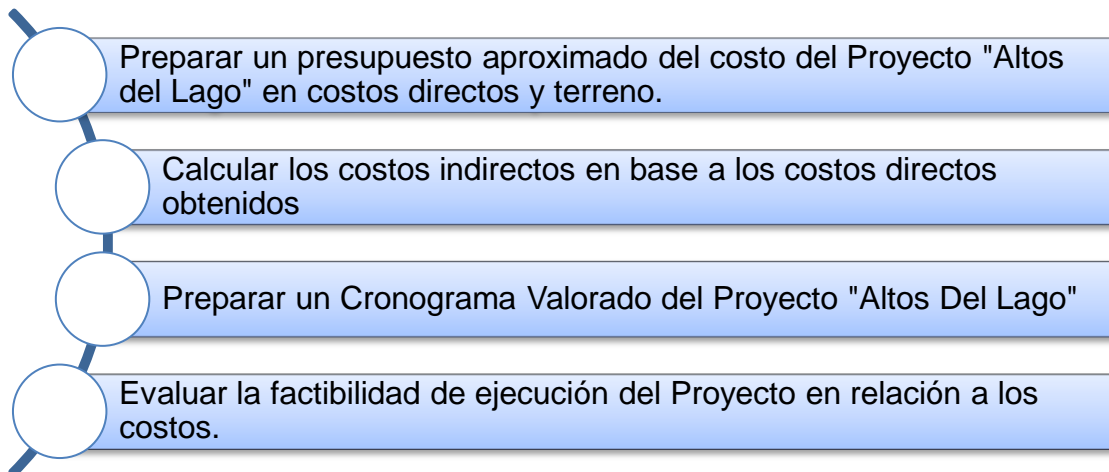 Preparar un presupuesto aproximado del costo del Proyecto "Altos
del Lago" en costos directos y terreno.
Calcular los costos indirectos en base a los costos directos
obtenidos
Preparar un Cronograma Valorado del Proyecto "Altos Del Lago"
Evaluar la factibilidad de ejecución del Proyecto en relación a los
costos.